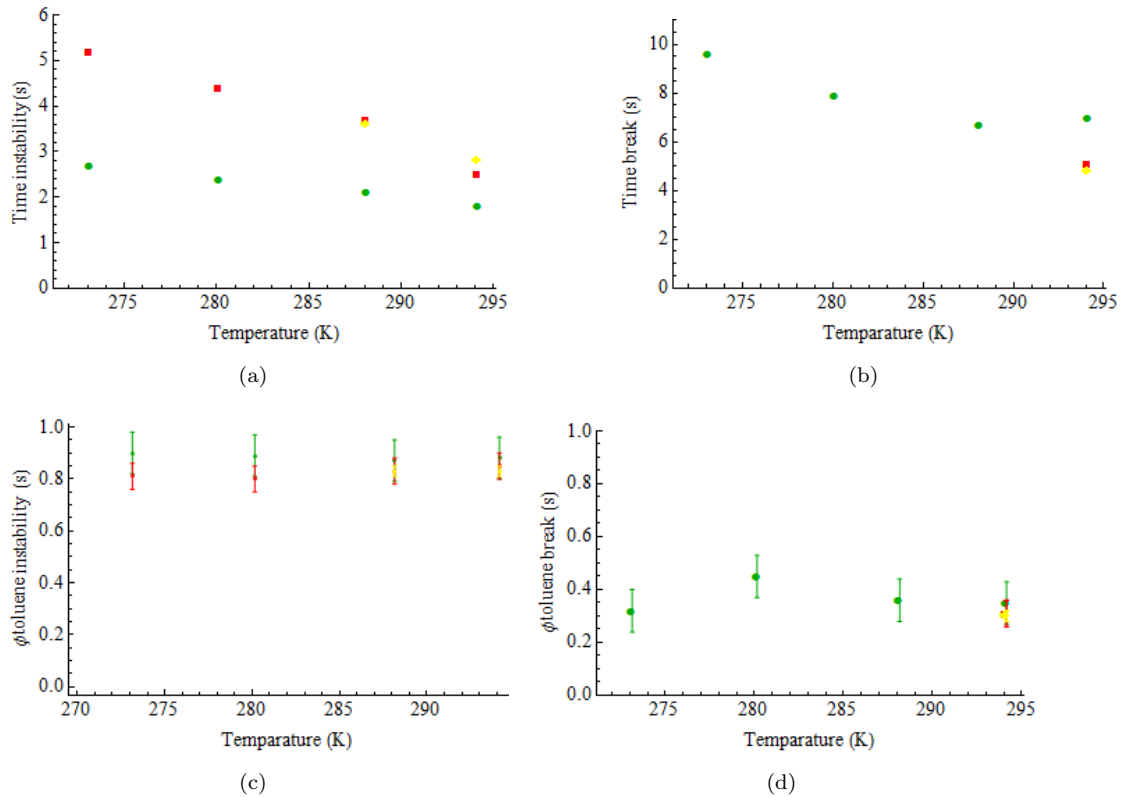 6
5
4
3
2
1
0
Time instability (s)
275 280 285 290 295
Temperature (K)
(a)
10
8
6
4
2
0
Time break (s)
275 280 285 290 295
Temparature (K)
(b)
1.0
0.8
0.6
0.4
0.2
0.0
ϕtoluene instability (s)
270 275 280 285 290
Temparature (K)
(c)
1.0
0.8
0.6
0.4
0.2
0.0
ϕtoluene break (s)
275 280 285 290 295
Temparature (K)
(d)